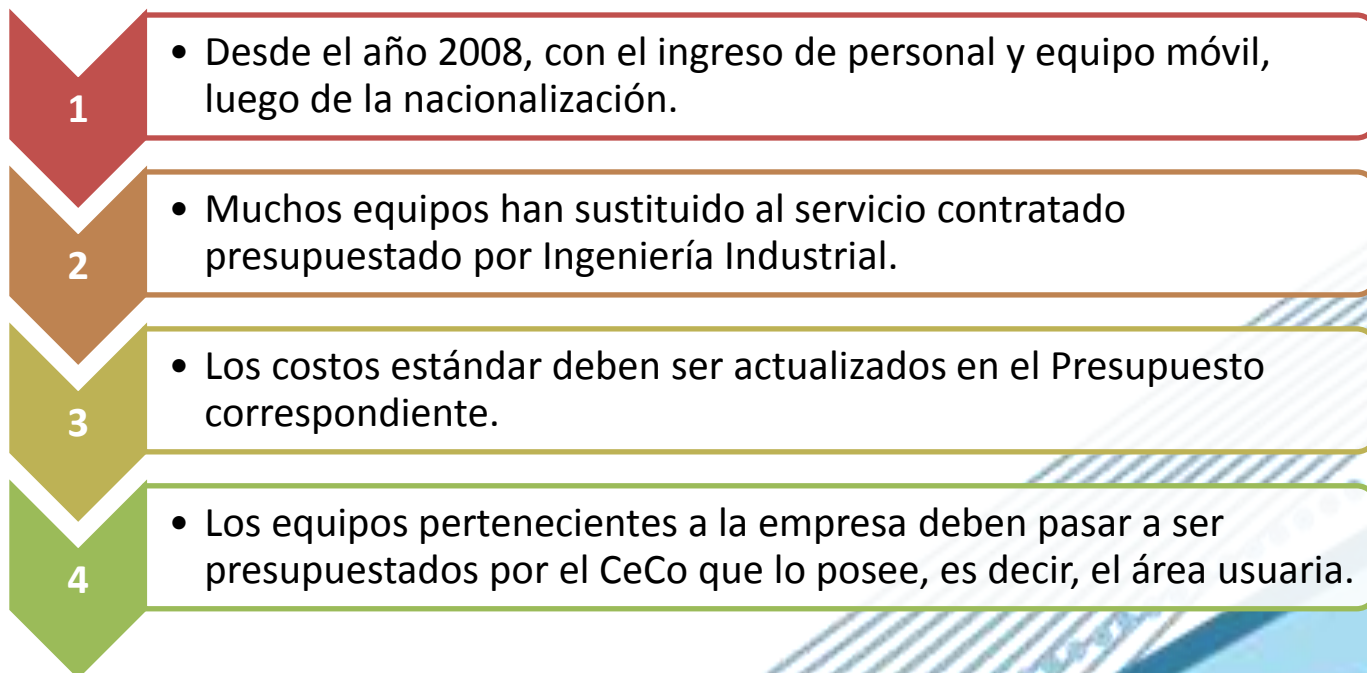 1
• Desde el año 2008, con el ingreso de personal y equipo móvil,
luego de la nacionalización.
2
• Muchos equipos han sustituido al servicio contratado
presupuestado por Ingeniería Industrial.
3
• Los costos estándar deben ser actualizados en el Presupuesto
correspondiente.
4
• Los equipos pertenecientes a la empresa deben pasar a ser
presupuestados por el CeCo que lo posee, es decir, el área usuaria.